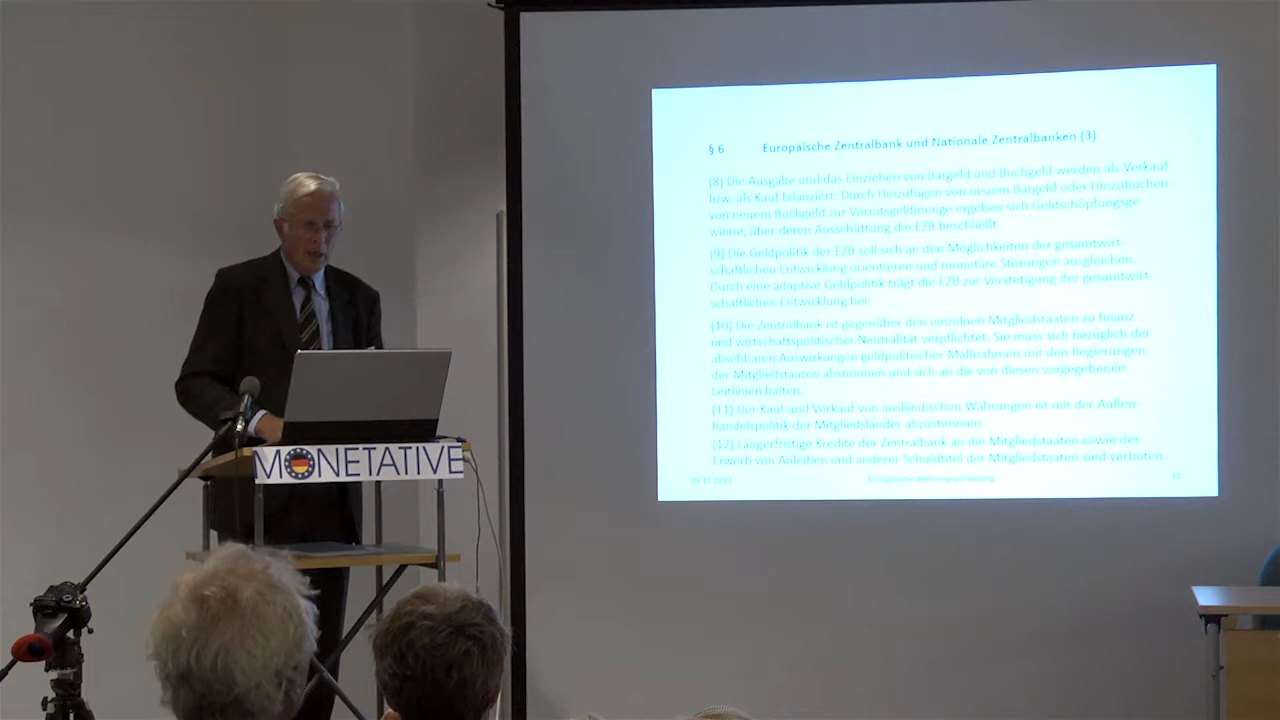 MONETATIVE
§ 6 Europäische Zentralbank und Nationale Zentralbanken (3)
(8) Die Ausgabe und das Einziehen von Bargeld und Buchgeld werden als Verkauf
bzw. als Kauf bilanziert. Durch Hinzufügen von neuem Bargeld oder Hinzubuchen
von neuem Buchgeld zur Vorratsgeldmenge ergeben sich Geldschöpfungsge-
winne, über deren Ausschüttung die EZB beschließt.
(9) Die Geldpolitik der EZB soll sich an den Möglichkeiten der gesamtwirt-
schaftlichen Entwicklung orientieren und monetäre Störungen ausgleichen.
Durch eine adaptive Geldpolitik trägt die EZB zur Verstetigung der gesamtwirt-
schaftlichen Entwicklung bei.
(10) Die Zentralbank ist gegenüber den einzelnen Mitgliedstaaten zu finanz-
und wirtschaftspolitischer Neutralität verpflichtet. Sie muss sich bezüglich der
absehbaren Auswirkungen geldpolitischer Maßnahmen mit den Regierungen
der Mitgliedstaaten abstimmen und sich an die von diesen vorgegebenen
Leitlinien halten.
(11) Der Kauf und Verkauf von ausländischen Währungen ist mit der Außen-
handelspolitik der Mitgliedsländer abzustimmen.
(12) Längerfristige Kredite der Zentralbank an die Mitgliedstaaten sowie der
Erwerb von Anleihen und anderer Schuldtitel der Mitgliedstaaten sind verboten.
Europäische Währungsverfassung